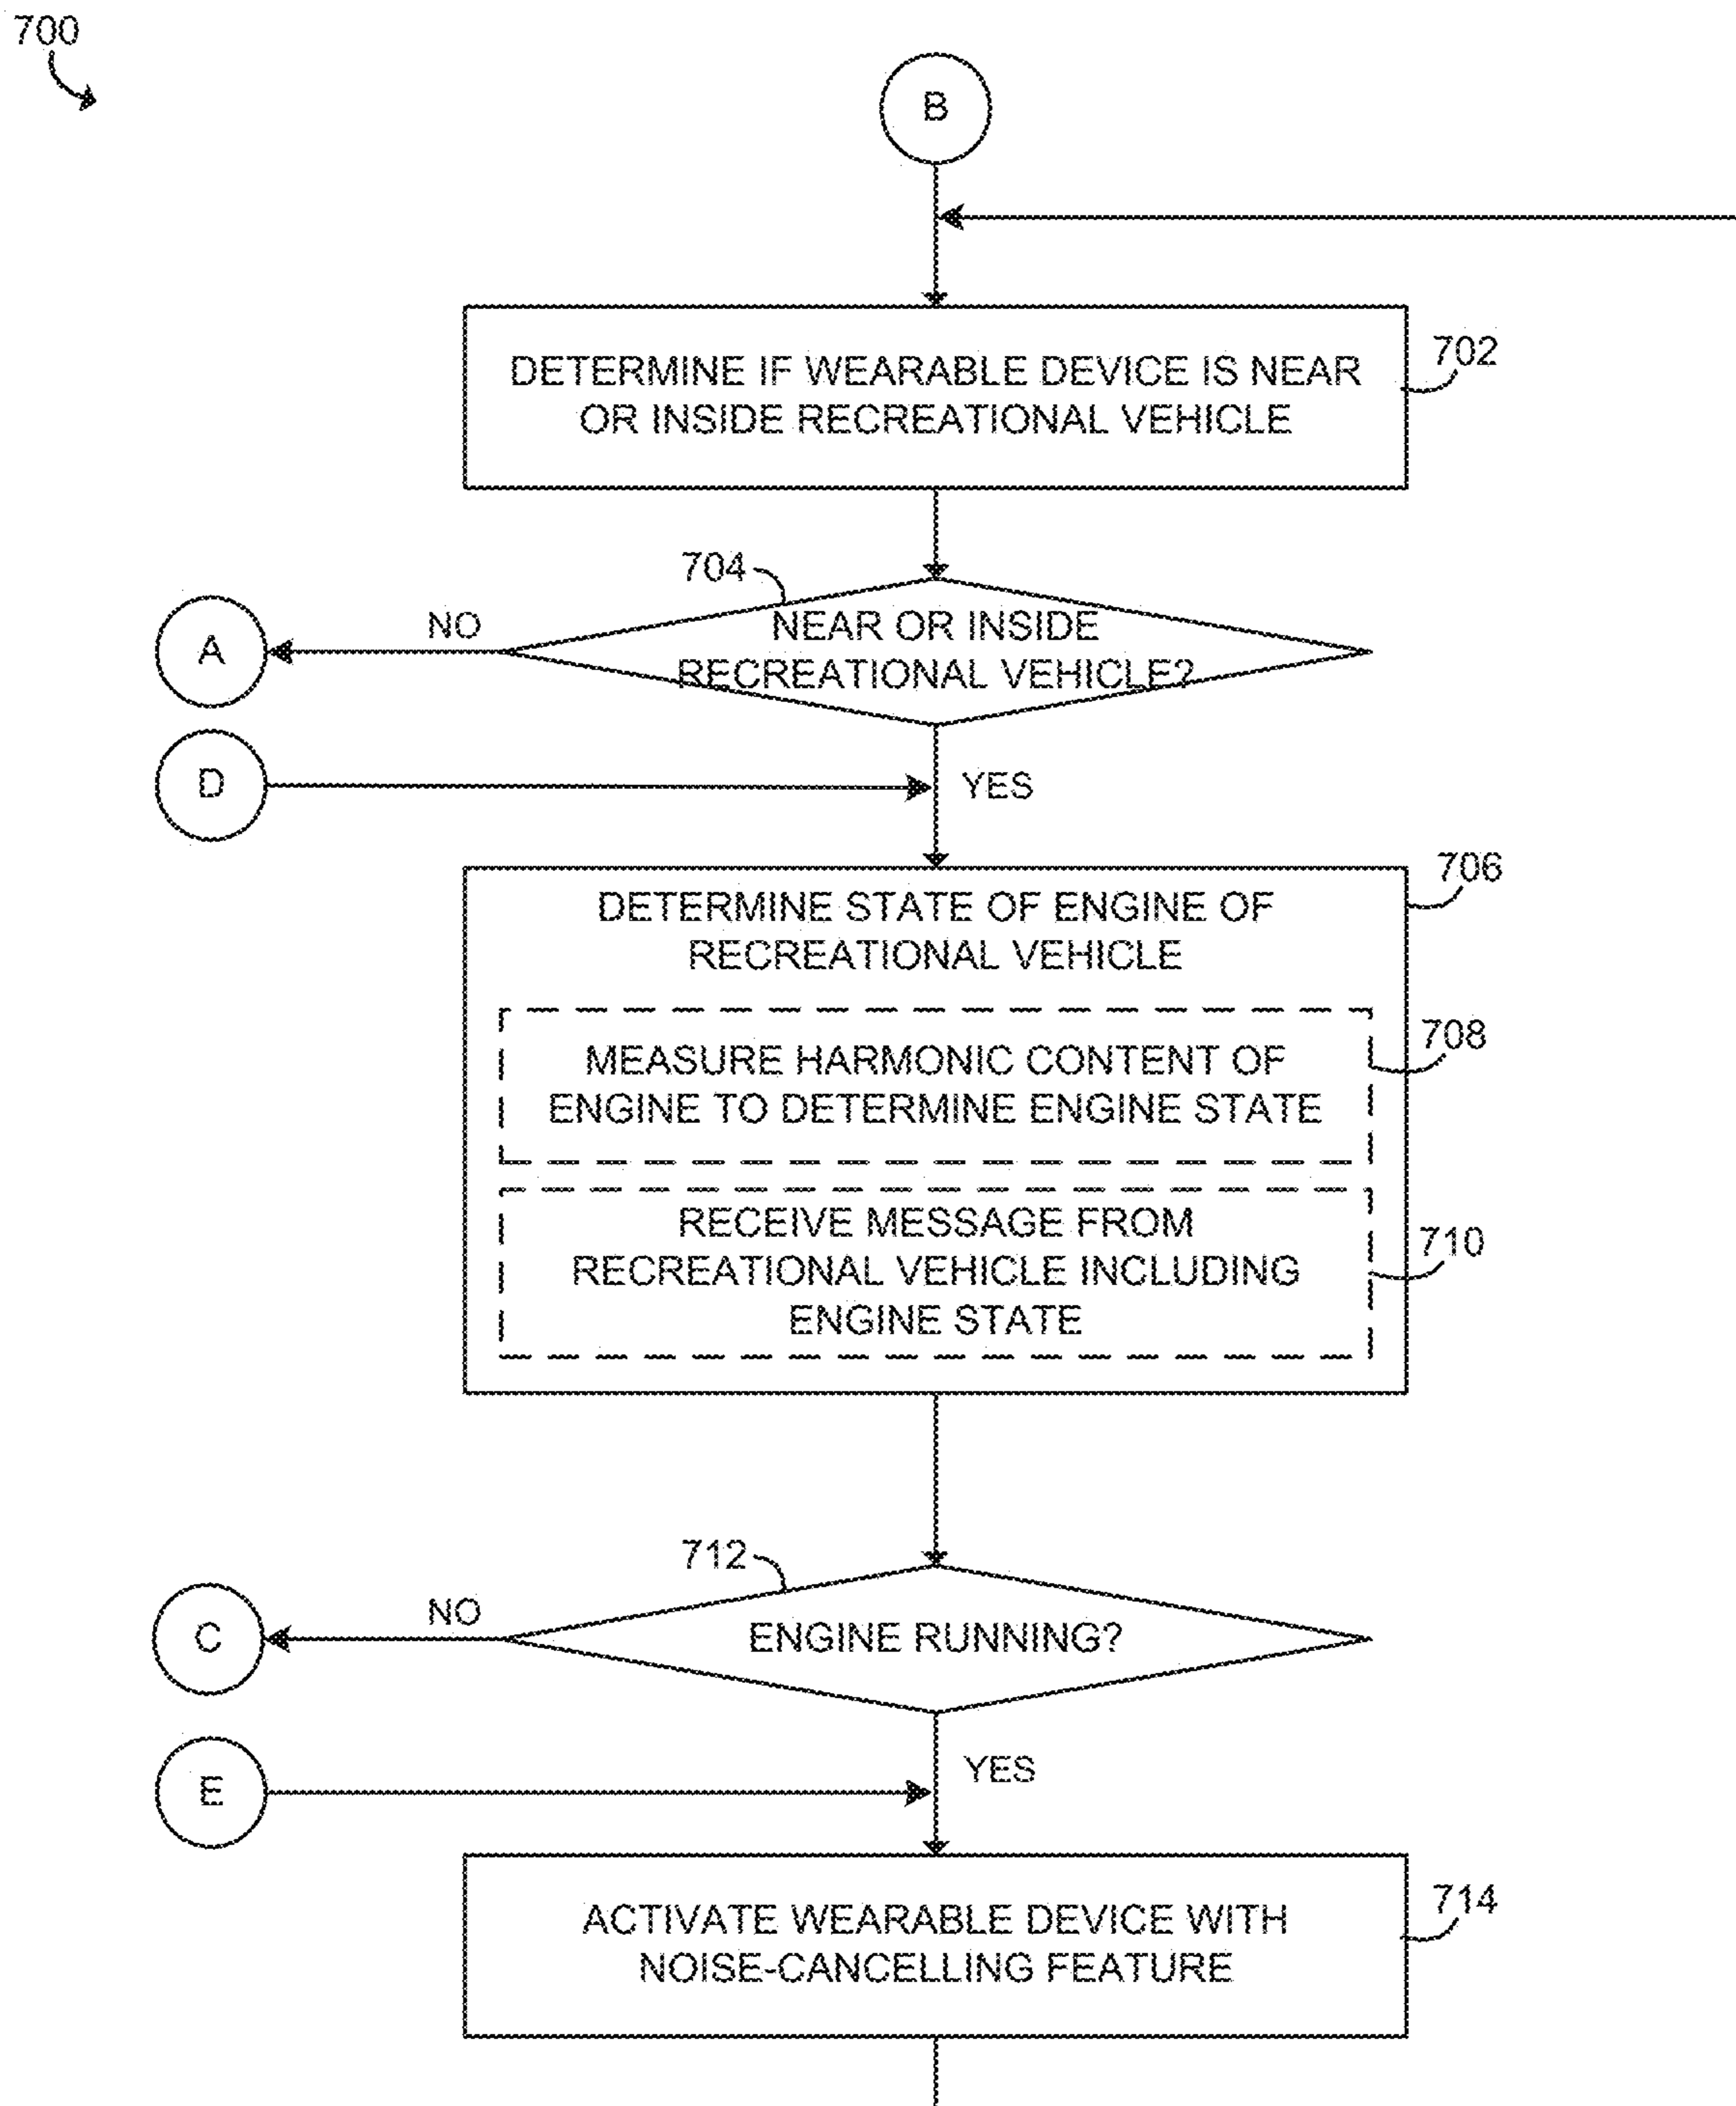 700
B
DETERMINE IF WEARABLE DEVICE IS NEAR
OR INSIDE RECREATIONAL VEHICLE
702
704
NEAR OR INSIDE
RECREATIONAL VEHICLE?
NO
A
D
YES
706
DETERMINE STATE OF ENGINE OF
RECREATIONAL VEHICLE
708
MEASURE HARMONIC CONTENT OF
ENGINE TO DETERMINE ENGINE STATE
RECEIVE MESSAGE FROM
RECREATIONAL VEHICLE INCLUDING
ENGINE STATE
710
712
ENGINE RUNNING?
NO
C
E
YES
714
ACTIVATE WEARABLE DEVICE WITH
NOISE-CANCELLING FEATURE